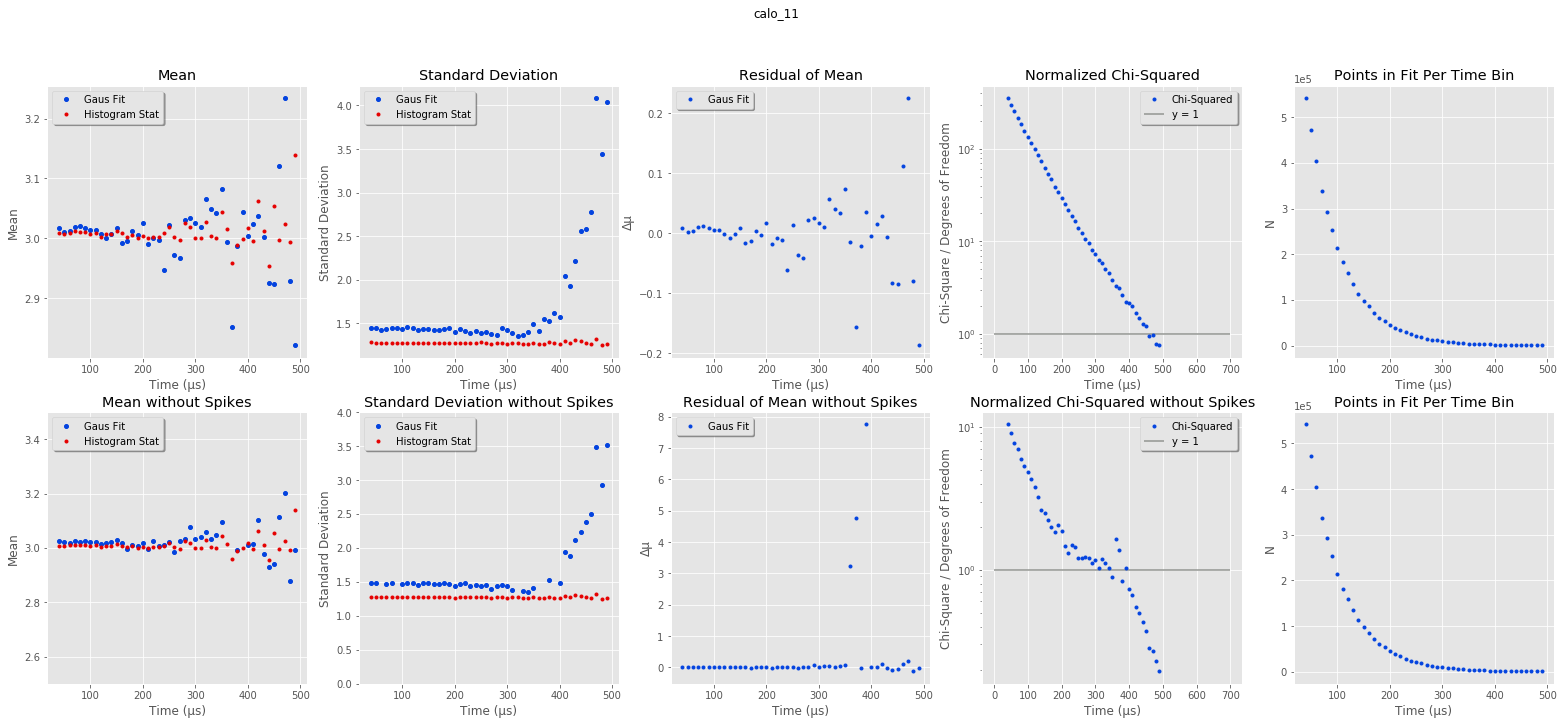 calo_11
Mean
Standard Deviation
Residual of Mean
Normalized Chi-Squared
Points in Fit Per Time Bin
Gaus Fit
Histogram Stat
Mean
3.2
3.1
3.0
2.9
100 200 300 400 500
Time (μs)
Gaus Fit
Histogram Stat
Standard Deviation
4.0
3.5
3.0
2.5
2.0
1.5
100 200 300 400 500
Time (μs)
Gaus Fit
Δμ
0.2
0.1
0.0
−0.1
−0.2
100 200 300 400 500
Time (μs)
Chi-Squared
y = 1
Chi-Square / Degrees of Freedom
10²
10¹
10⁰
0 100 200 300 400 500 600 700
Time (μs)
1e5
N
5
4
3
2
1
0
100 200 300 400 500
Time (μs)
Mean without Spikes
Standard Deviation without Spikes
Residual of Mean without Spikes
Normalized Chi-Squared without Spikes
Points in Fit Per Time Bin
Gaus Fit
Histogram Stat
Mean
3.4
3.2
3.0
2.8
2.6
100 200 300 400 500
Time (μs)
Gaus Fit
Histogram Stat
Standard Deviation
4.0
3.5
3.0
2.5
2.0
1.5
1.0
0.5
0.0
100 200 300 400 500
Time (μs)
Gaus Fit
Δμ
8
7
6
5
4
3
2
1
0
100 200 300 400 500
Time (μs)
Chi-Squared
y = 1
Chi-Square / Degrees of Freedom
10¹
10⁰
0 100 200 300 400 500 600 700
Time (μs)
1e5
N
5
4
3
2
1
0
100 200 300 400 500
Time (μs)